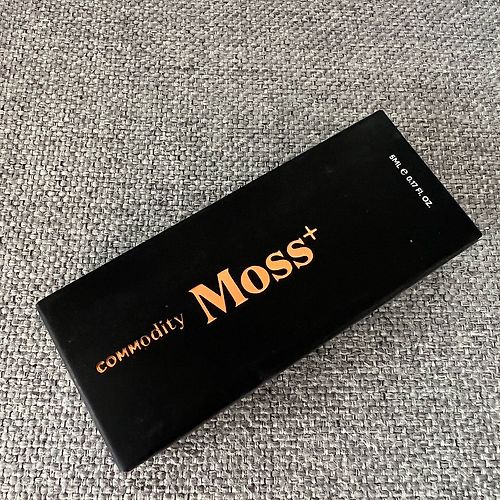 COMModity
Moss+
5ML ℮ 0.17 FL. OZ.